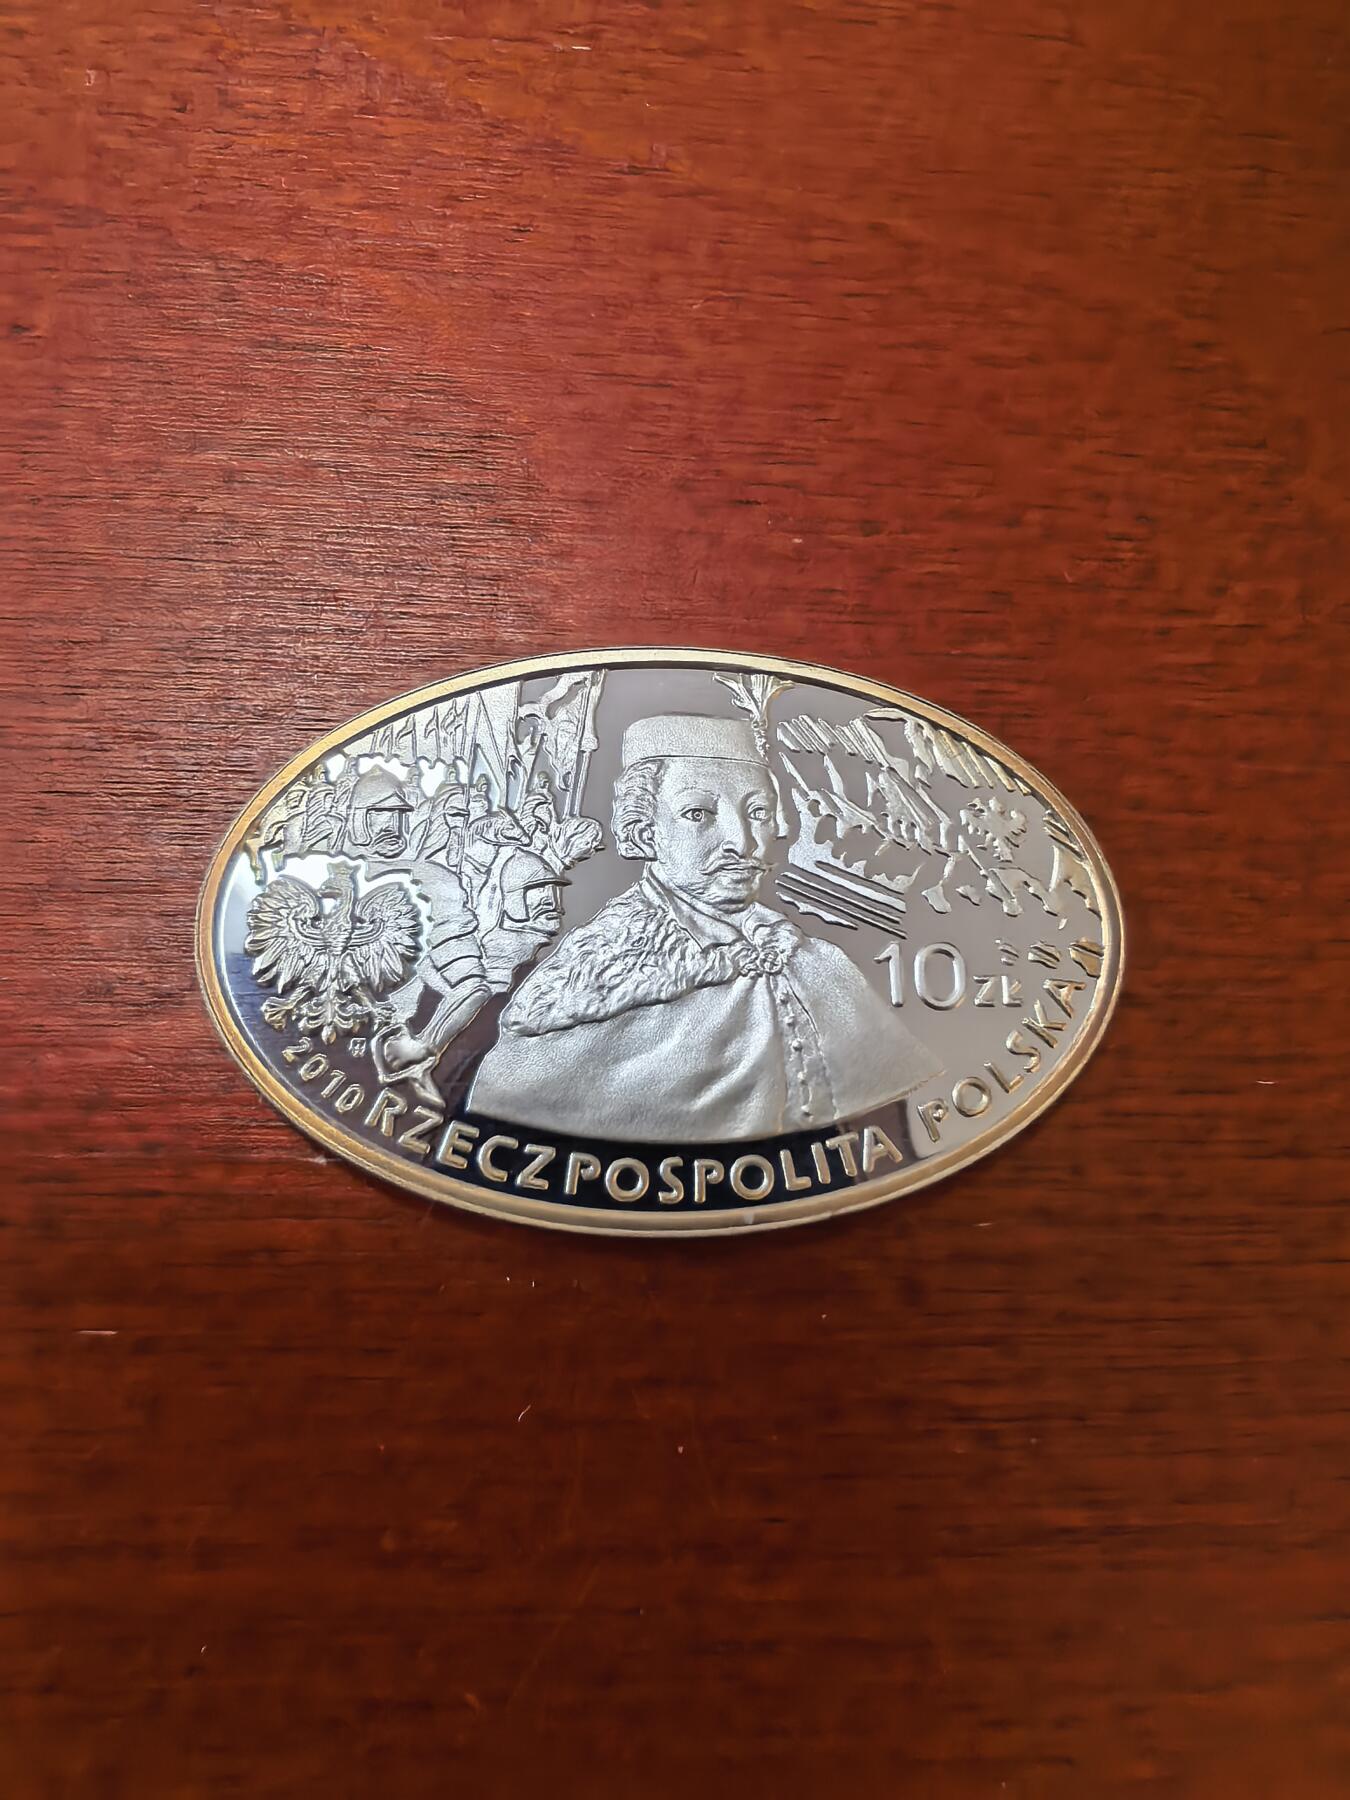 10 ZŁ
2010 RZECZPOSPOLITA POLSKA